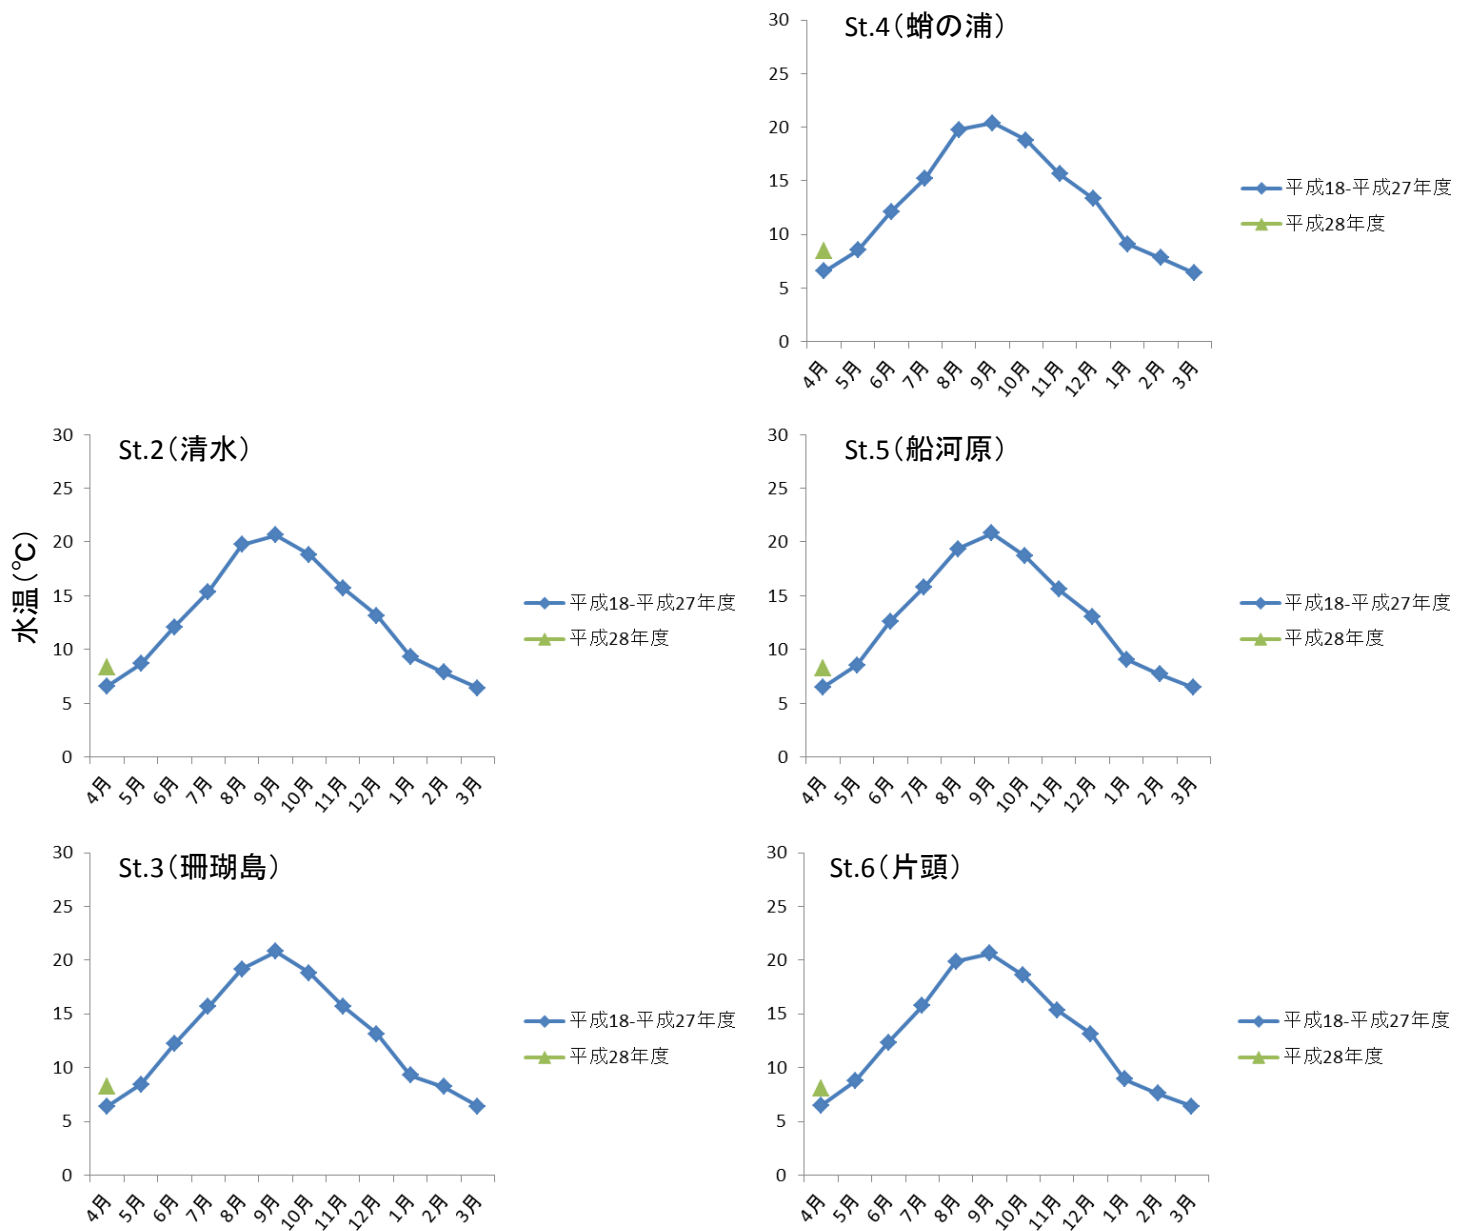 St.4（蛸の浦）
30
25
20
15
10
5
0
4月
5月
6月
7月
8月
9月
10月
11月
12月
1月
2月
3月
平成18-平成27年度
平成28年度
水温（℃）
St.2（清水）
30
25
20
15
10
5
0
4月
5月
6月
7月
8月
9月
10月
11月
12月
1月
2月
3月
平成18-平成27年度
平成28年度
St.5（船河原）
30
25
20
15
10
5
0
4月
5月
6月
7月
8月
9月
10月
11月
12月
1月
2月
3月
平成18-平成27年度
平成28年度
St.3（珊瑚島）
30
25
20
15
10
5
0
4月
5月
6月
7月
8月
9月
10月
11月
12月
1月
2月
3月
平成18-平成27年度
平成28年度
St.6（片頭）
30
25
20
15
10
5
0
4月
5月
6月
7月
8月
9月
10月
11月
12月
1月
2月
3月
平成18-平成27年度
平成28年度